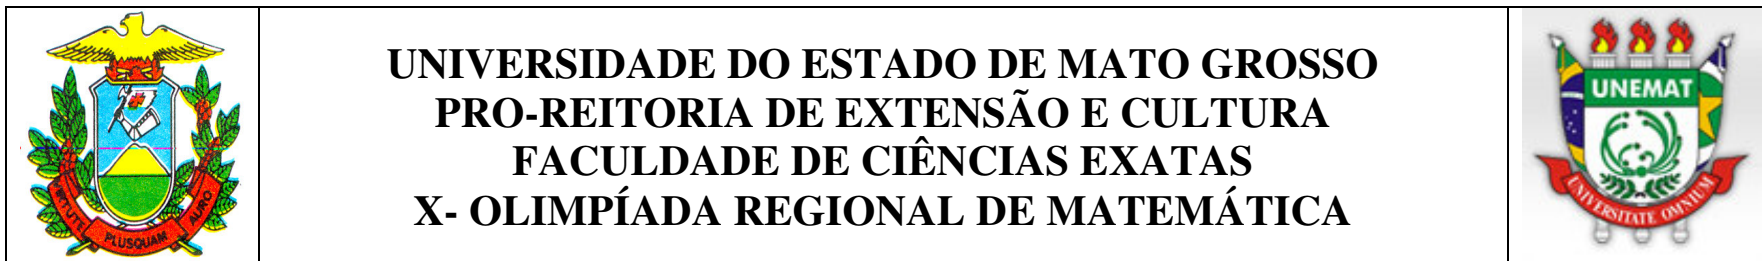 VIRTUTE PLUSQUAM AURO
UNIVERSIDADE DO ESTADO DE MATO GROSSO
PRO-REITORIA DE EXTENSÃO E CULTURA
FACULDADE DE CIÊNCIAS EXATAS
X- OLIMPÍADA REGIONAL DE MATEMÁTICA
UNEMAT
UNIVERSITATE OMNIUM